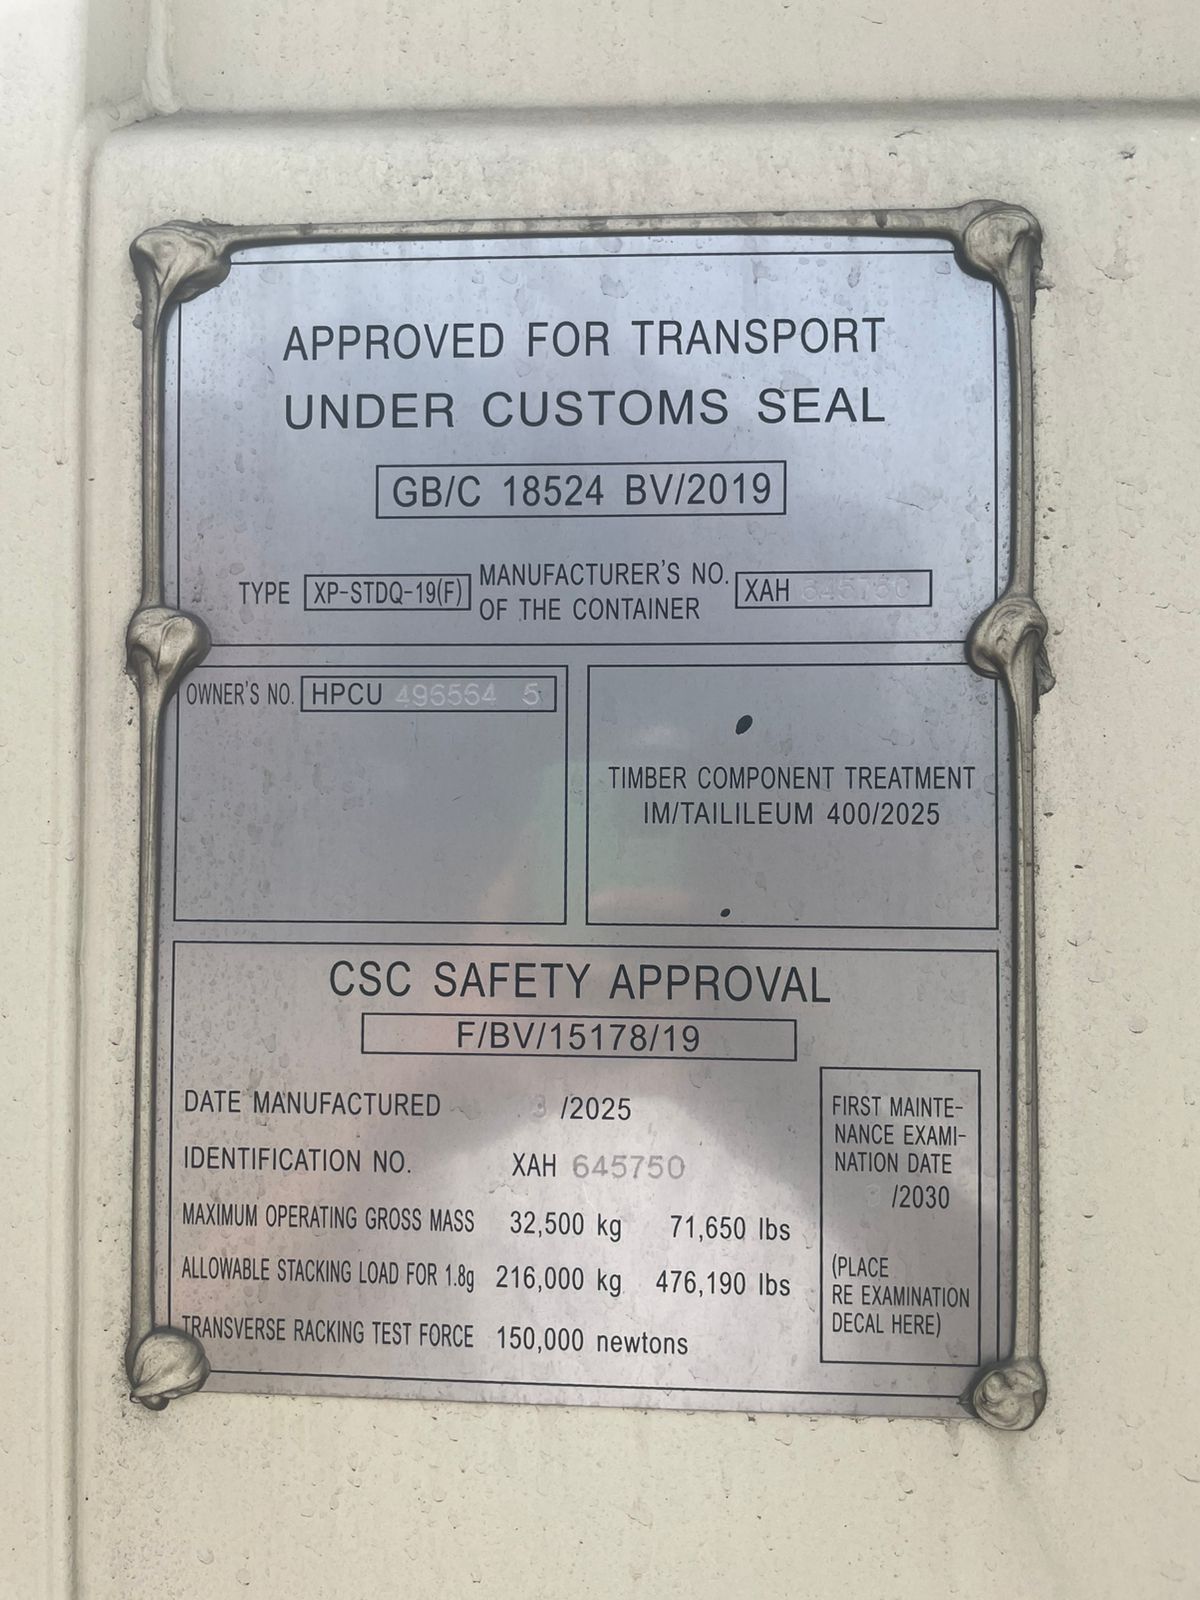 APPROVED FOR TRANSPORT
UNDER CUSTOMS SEAL
GB/C 18524 BV/2019
TYPE XP-STDQ-19(F) MANUFACTURER'S NO. OF THE CONTAINER XAH 645750
OWNER'S NO. HPCU 496564 5
TIMBER COMPONENT TREATMENT
IM/TAILILEUM 400/2025
CSC SAFETY APPROVAL
F/BV/15178/19
DATE MANUFACTURED /2025
IDENTIFICATION NO. XAH 645750
MAXIMUM OPERATING GROSS MASS 32,500 kg 71,650 lbs
ALLOWABLE STACKING LOAD FOR 1.8g 216,000 kg 476,190 lbs
TRANSVERSE RACKING TEST FORCE 150,000 newtons
FIRST MAINTE-
NANCE EXAMI-
NATION DATE
/2030
(PLACE
RE EXAMINATION
DECAL HERE)